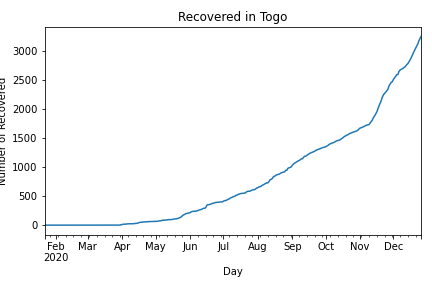 Recovered in Togo
Number of Recovered
3000
2500
2000
1500
1000
500
0
Feb Mar Apr May Jun Jul Aug Sep Oct Nov Dec
2020
Day